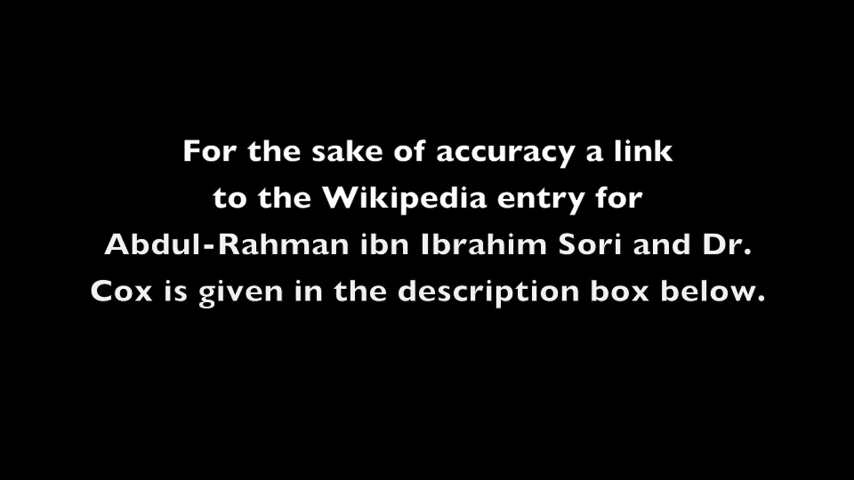 For the sake of accuracy a link
to the Wikipedia entry for
Abdul-Rahman ibn Ibrahim Sori and Dr.
Cox is given in the description box below.